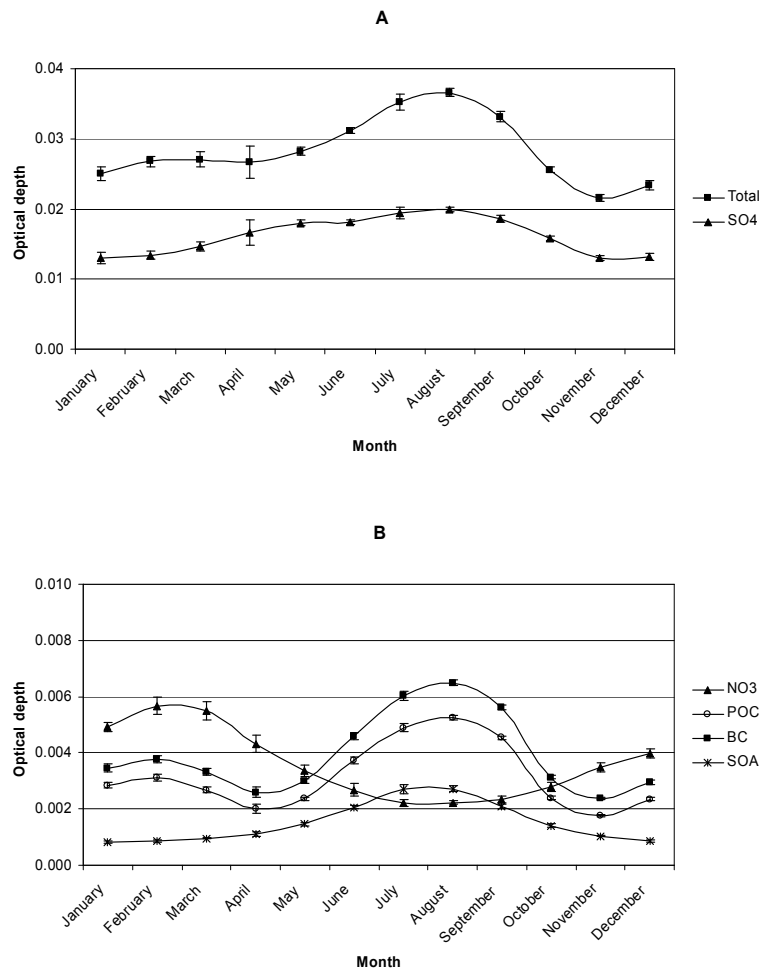 A
0.04
0.03
0.02
0.01
0.00
Optical depth
January
February
March
April
May
June
July
August
September
October
November
December
Month
Total
SO4
B
0.010
0.008
0.006
0.004
0.002
0.000
Optical depth
January
February
March
April
May
June
July
August
September
October
November
December
Month
NO3
POC
BC
SOA